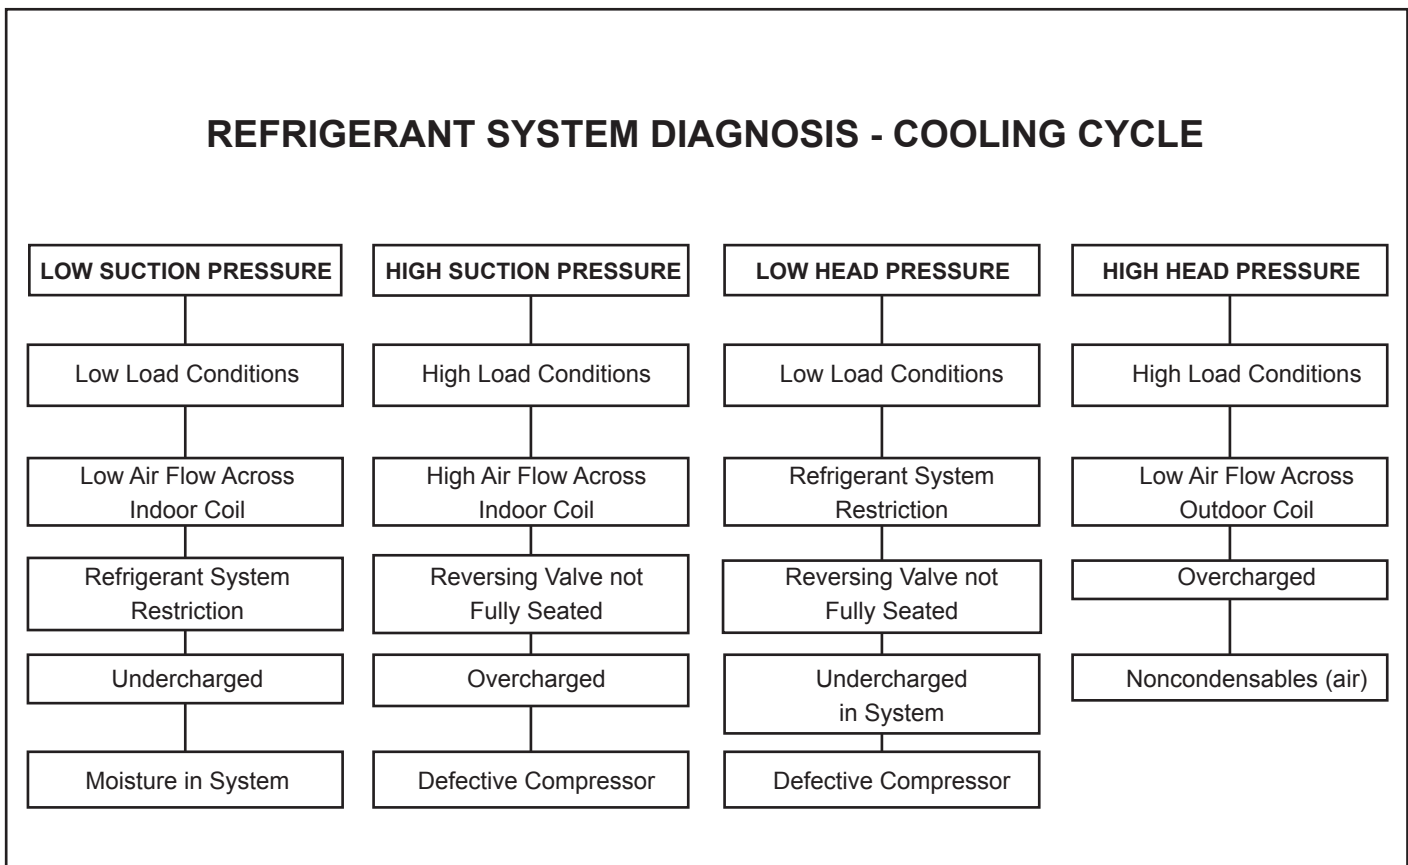 REFRIGERANT SYSTEM DIAGNOSIS - COOLING CYCLE
LOW SUCTION PRESSURE
Low Load Conditions
Low Air Flow Across
Indoor Coil
Refrigerant System
Restriction
Undercharged
Moisture in System
HIGH SUCTION PRESSURE
High Load Conditions
High Air Flow Across
Indoor Coil
Reversing Valve not
Fully Seated
Overcharged
Defective Compressor
LOW HEAD PRESSURE
Low Load Conditions
Refrigerant System
Restriction
Reversing Valve not
Fully Seated
Undercharged
in System
Defective Compressor
HIGH HEAD PRESSURE
High Load Conditions
Low Air Flow Across
Outdoor Coil
Overcharged
Noncondensables (air)